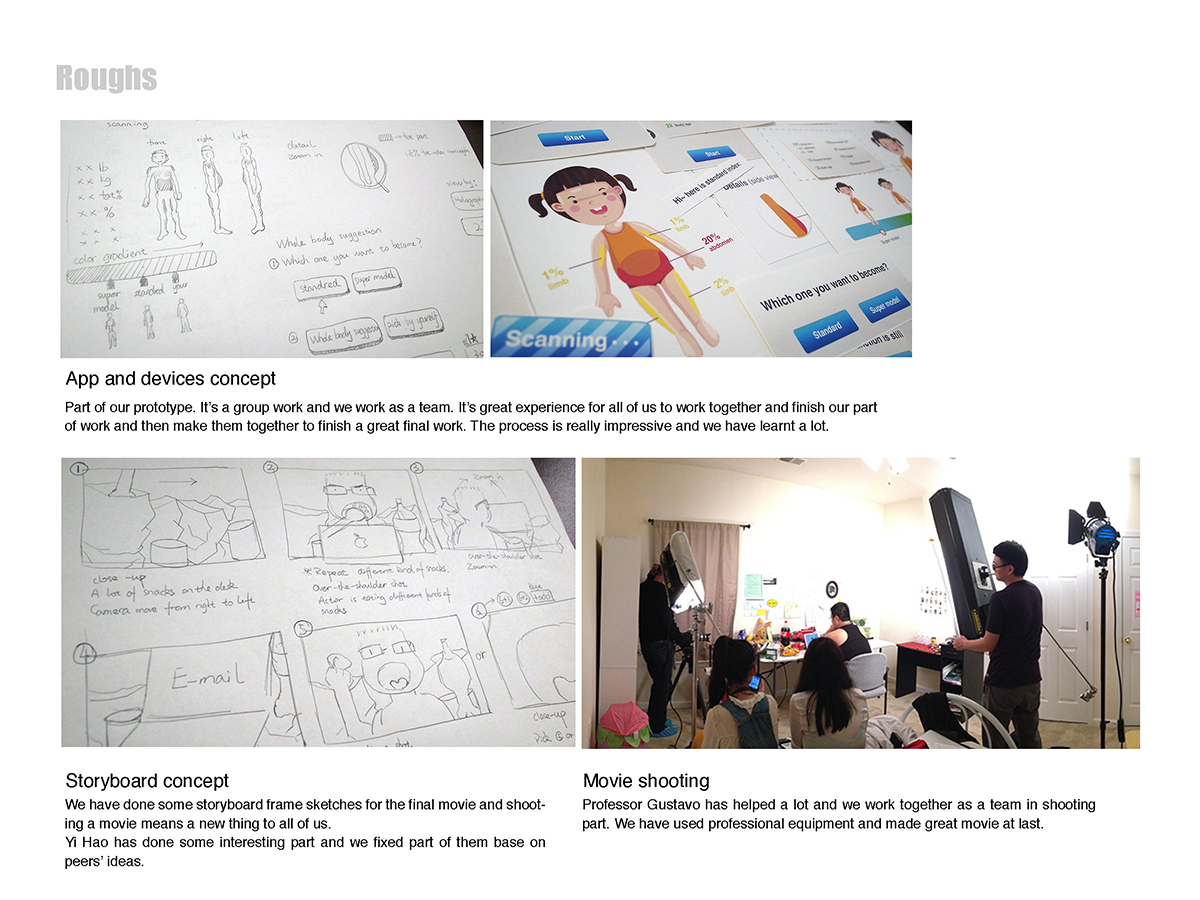 Roughs
scanning
front
right
left
detail
zoom in
→ fat part
view by:
Holographic
XX lb
XX kg
XX fat%
XX %
X X X
X X X
color gradient
super model
standred
your
Whole body suggestion
① Which one you want to become?
standred
super model
②
Whole body suggestion
pick by yourself
Start
Start
Hi~ here is standard index:
Details (side view
1%
limb
20%
abdomen
1%
limb
2%
limb
Scanning...
Super model
Which one you want to become?
Standard
Super model
App and devices concept
Part of our prototype. It’s a group work and we work as a team. It’s great experience for all of us to work together and finish our part
of work and then make them together to finish a great final work. The process is really impressive and we have learnt a lot.
①
②
③
Zoom in
close-up
A lot of snacks on the desk
Camera move from right to left
※ Repeat different kind of snacks.
Over-the-shoulder shot
Actor is eating different kinds of
snacks
over-the-shoulder shot
Zoom in
④
E-mail
⑤
or
⑥
close-up
Storyboard concept
We have done some storyboard frame sketches for the final movie and shoot-
ing a movie means a new thing to all of us.
Yi Hao has done some interesting part and we fixed part of them base on
peers’ ideas.
Movie shooting
Professor Gustavo has helped a lot and we work together as a team in shooting
part. We have used professional equipment and made great movie at last.